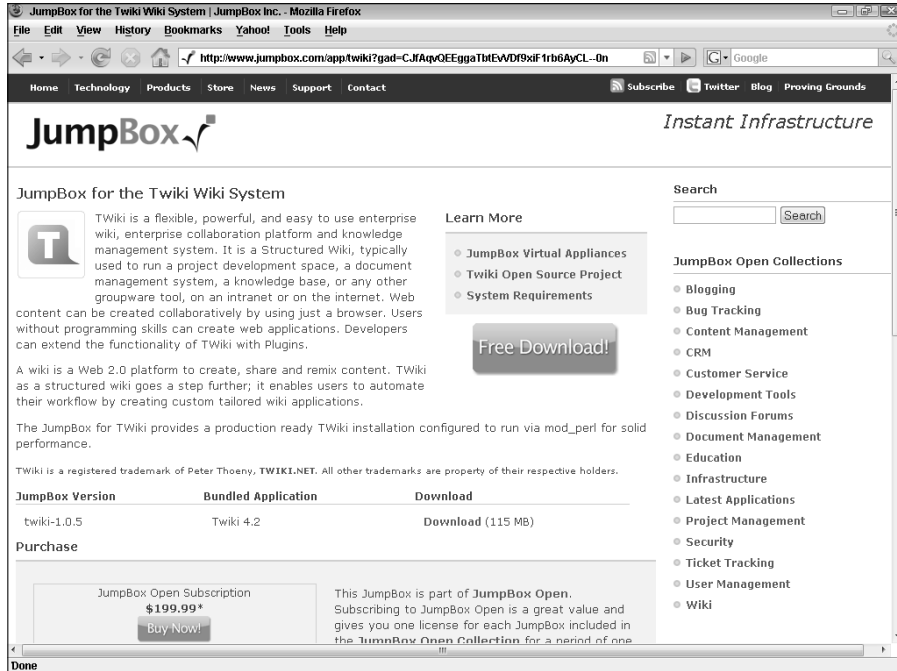 JumpBox for the Twiki Wiki System | JumpBox Inc. - Mozilla Firefox
File Edit View History Bookmarks Yahoo! Tools Help
http://www.jumpbox.com/app/twiki?gad=CJfAqvQEEggaTbtEvVDf9xiF1rb6AyCL--0n
G Google
Home Technology Products Store News Support Contact
Subscribe Twitter Blog Proving Grounds
JumpBox
Instant Infrastructure
JumpBox for the Twiki Wiki System
T
TWiki is a flexible, powerful, and easy to use enterprise
wiki, enterprise collaboration platform and knowledge
management system. It is a Structured Wiki, typically
used to run a project development space, a document
management system, a knowledge base, or any other
groupware tool, on an intranet or on the internet. Web
content can be created collaboratively by using just a browser. Users
without programming skills can create web applications. Developers
can extend the functionality of TWiki with Plugins.
A wiki is a Web 2.0 platform to create, share and remix content. TWiki
as a structured wiki goes a step further; it enables users to automate
their workflow by creating custom tailored wiki applications.
The JumpBox for TWiki provides a production ready TWiki installation configured to run via mod_perl for solid
performance.
TWiki is a registered trademark of Peter Thoeny, TWIKI.NET. All other trademarks are property of their respective holders.
Learn More
JumpBox Virtual Appliances
Twiki Open Source Project
System Requirements
Free Download!
JumpBox Version Bundled Application Download
twiki-1.0.5 Twiki 4.2 Download (115 MB)
Purchase
JumpBox Open Subscription
$199.99*
Buy Now!
This JumpBox is part of JumpBox Open.
Subscribing to JumpBox Open is a great value and
gives you one license for each JumpBox included in
the JumpBox Open Collection for a period of one
Search
Search
JumpBox Open Collections
Blogging
Bug Tracking
Content Management
CRM
Customer Service
Development Tools
Discussion Forums
Document Management
Education
Infrastructure
Latest Applications
Project Management
Security
Ticket Tracking
User Management
Wiki
Done